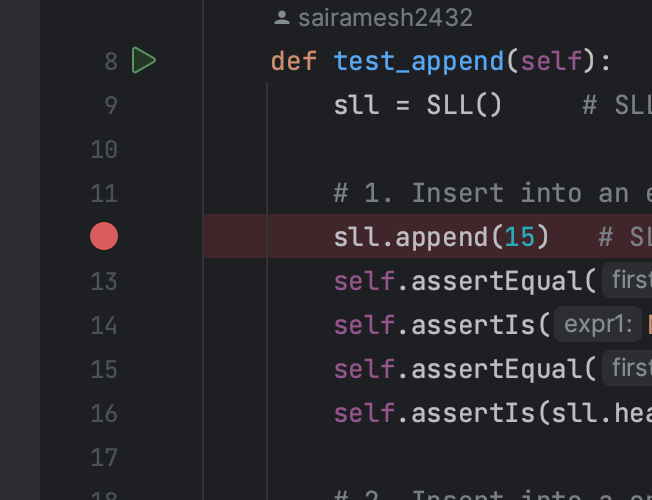 sairamesh2432
8 def test_append(self):
9 sll = SLL() # SLL
10
11 # 1. Insert into an e
sll.append(15) # SL
13 self.assertEqual( first
14 self.assertIs( expr1:
15 self.assertEqual( first
16 self.assertIs(sll.hea
17
18 # 2. Insert into a